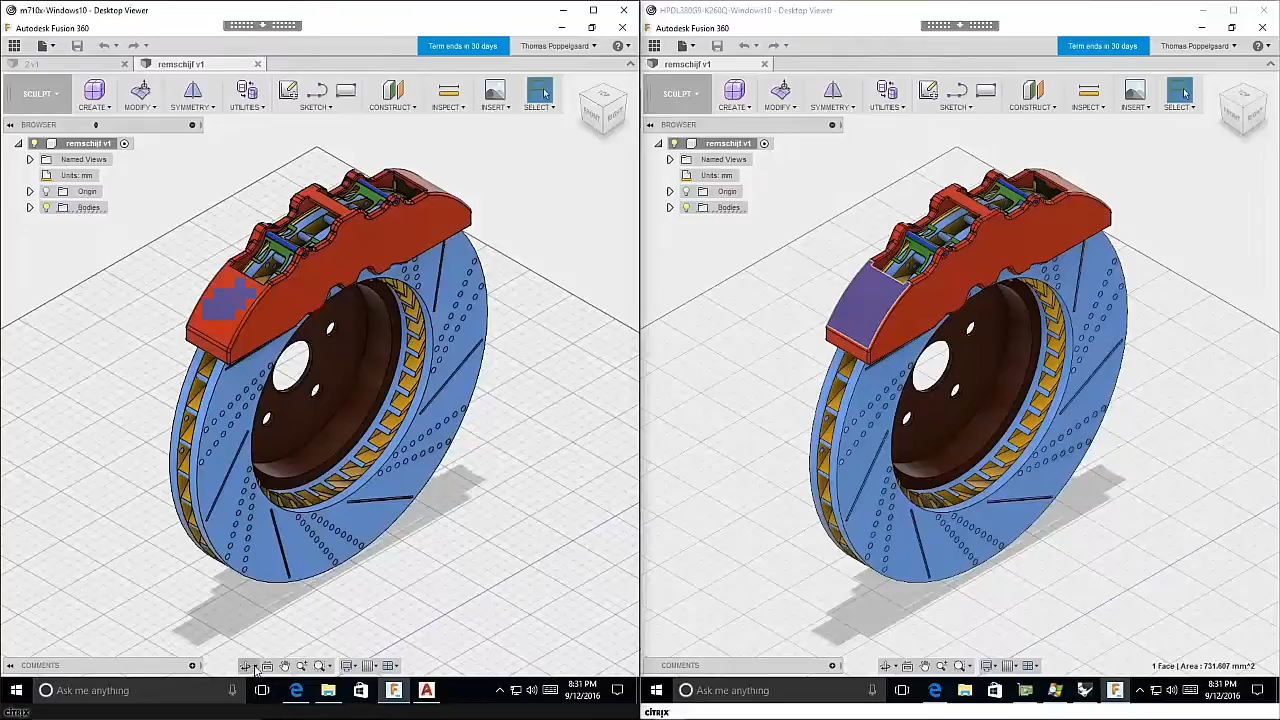 m710x-Windows10 - Desktop Viewer
Autodesk Fusion 360
Term ends in 30 days
Thomas Poppelgaard
2 v1
remschijf v1
SCULPT
CREATE
MODIFY
SYMMETRY
UTILITIES
SKETCH
CONSTRUCT
INSPECT
INSERT
SELECT
BROWSER
remschijf v1
Named Views
Units: mm
Origin
Bodies
FRONT
COMMENTS
Ask me anything
8:31 PM
9/12/2016
citrix
HPDL380G9-K260Q-Windows10 - Desktop Viewer
Autodesk Fusion 360
Term ends in 30 days
Thomas Poppelgaard
remschijf v1
SCULPT
CREATE
MODIFY
SYMMETRY
UTILITIES
SKETCH
CONSTRUCT
INSPECT
INSERT
SELECT
BROWSER
remschijf v1
Named Views
Units: mm
Origin
Bodies
FRONT
COMMENTS
1 Face | Area : 731.607 mm^2
Ask me anything
8:31 PM
9/12/2016
citrix